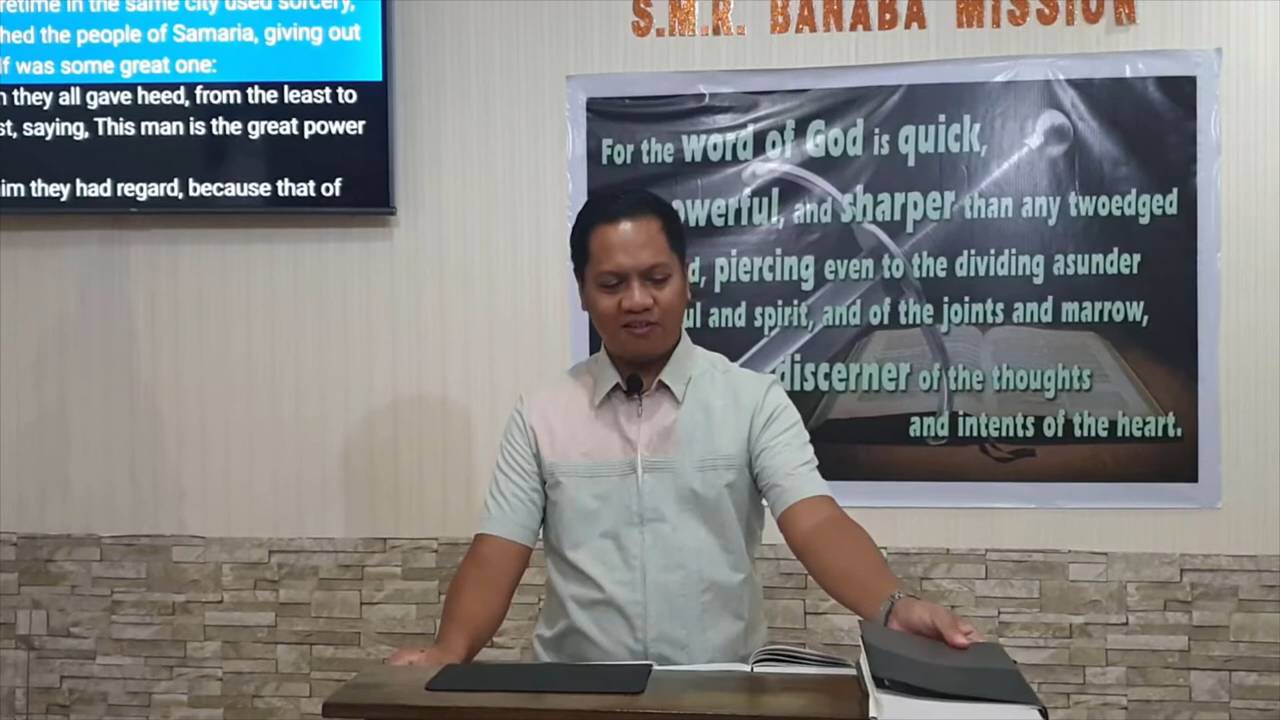 retime in the same city used sorcery,
hed the people of Samaria, giving out
lf was some great one:
they all gave heed, from the least to
st, saying, This man is the great power
im they had regard, because that of
S.M.R. BANABA MISSION
For the word of God is quick,
owerful, and sharper than any twoedged
d, piercing even to the dividing asunder
ul and spirit, and of the joints and marrow,
discerner of the thoughts
and intents of the heart.